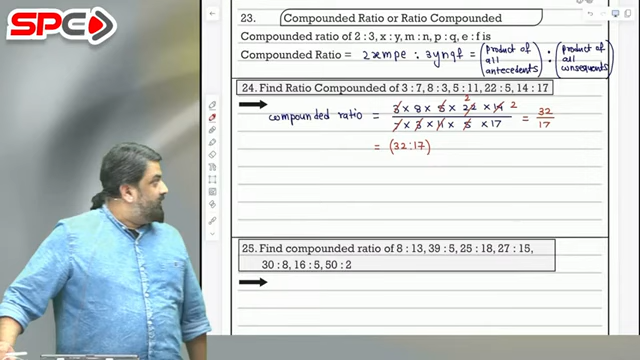 SPC
23. Compounded Ratio or Ratio Compounded
Compounded ratio of 2 : 3, x : y, m : n, p : q, e : f is
Compounded Ratio = 2xmpe : 3ynqf = (product of all antecedents) : (product of all consequents)
24. Find Ratio Compounded of 3 : 7, 8 : 3, 5 : 11, 22 : 5, 14 : 17
compounded ratio = 3 × 8 × 5 × 22 2 × 14 2 / 7 × 3 × 11 × 5 × 17 = 32 / 17
= (32:17)
25. Find compounded ratio of 8 : 13, 39 : 5, 25 : 18, 27 : 15,
30 : 8, 16 : 5, 50 : 2